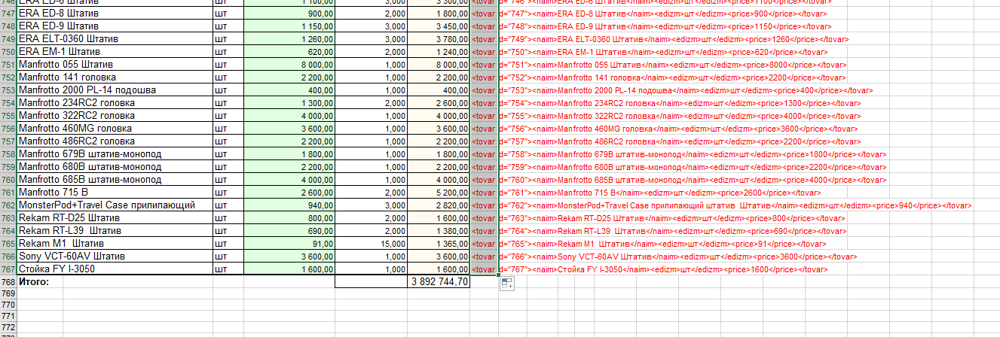 746 ERA ED-6 Штатив шт 1 100,00 3,000 3 300,00 <tovar d="746"><naim>ERA ED-6 Штатив</naim><edizm>шт</edizm><price>1100</price></tovar>
747 ERA ED-8 Штатив шт 900,00 2,000 1 800,00 <tovar d="747"><naim>ERA ED-8 Штатив</naim><edizm>шт</edizm><price>900</price></tovar>
748 ERA ED-9 Штатив шт 1 150,00 3,000 3 450,00 <tovar d="748"><naim>ERA ED-9 Штатив</naim><edizm>шт</edizm><price>1150</price></tovar>
749 ERA ELT-0360 Штатив шт 1 260,00 3,000 3 780,00 <tovar d="749"><naim>ERA ELT-0360 Штатив</naim><edizm>шт</edizm><price>1260</price></tovar>
750 ERA EM-1 Штатив шт 620,00 2,000 1 240,00 <tovar d="750"><naim>ERA EM-1 Штатив</naim><edizm>шт</edizm><price>620</price></tovar>
751 Manfrotto 055 Штатив шт 8 000,00 1,000 8 000,00 <tovar d="751"><naim>Manfrotto 055 Штатив</naim><edizm>шт</edizm><price>8000</price></tovar>
752 Manfrotto 141 головка шт 2 200,00 1,000 2 200,00 <tovar d="752"><naim>Manfrotto 141 головка</naim><edizm>шт</edizm><price>2200</price></tovar>
753 Manfrotto 2000 PL-14 подошва шт 400,00 1,000 400,00 <tovar d="753"><naim>Manfrotto 2000 PL-14 подошва</naim><edizm>шт</edizm><price>400</price></tovar>
754 Manfrotto 234RC2 головка шт 1 300,00 2,000 2 600,00 <tovar d="754"><naim>Manfrotto 234RC2 головка</naim><edizm>шт</edizm><price>1300</price></tovar>
755 Manfrotto 322RC2 головка шт 4 000,00 1,000 4 000,00 <tovar d="755"><naim>Manfrotto 322RC2 головка</naim><edizm>шт</edizm><price>4000</price></tovar>
756 Manfrotto 460MG головка шт 3 600,00 1,000 3 600,00 <tovar d="756"><naim>Manfrotto 460MG головка</naim><edizm>шт</edizm><price>3600</price></tovar>
757 Manfrotto 486RC2 головка шт 2 200,00 1,000 2 200,00 <tovar d="757"><naim>Manfrotto 486RC2 головка</naim><edizm>шт</edizm><price>2200</price></tovar>
758 Manfrotto 679B штатив-монопод шт 1 800,00 1,000 1 800,00 <tovar d="758"><naim>Manfrotto 679B штатив-монопод</naim><edizm>шт</edizm><price>1800</price></tovar>
759 Manfrotto 680B штатив-монопод шт 2 200,00 1,000 2 200,00 <tovar d="759"><naim>Manfrotto 680B штатив-монопод</naim><edizm>шт</edizm><price>2200</price></tovar>
760 Manfrotto 685B штатив-монопод шт 4 000,00 1,000 4 000,00 <tovar d="760"><naim>Manfrotto 685B штатив-монопод</naim><edizm>шт</edizm><price>4000</price></tovar>
761 Manfrotto 715 B шт 2 600,00 2,000 5 200,00 <tovar d="761"><naim>Manfrotto 715 B</naim><edizm>шт</edizm><price>2600</price></tovar>
762 MonsterPod+Travel Case прилипающий шт 940,00 3,000 2 820,00 <tovar d="762"><naim>MonsterPod+Travel Case прилипающий штатив  Штатив</naim><edizm>шт</edizm><price>940</price></tovar>
763 Rekam RT-D25 Штатив шт 800,00 2,000 1 600,00 <tovar d="763"><naim>Rekam RT-D25 Штатив</naim><edizm>шт</edizm><price>800</price></tovar>
764 Rekam RT-L39  Штатив шт 690,00 2,000 1 380,00 <tovar d="764"><naim>Rekam RT-L39  Штатив</naim><edizm>шт</edizm><price>690</price></tovar>
765 Rekam М1  Штатив шт 91,00 15,000 1 365,00 <tovar d="765"><naim>Rekam М1  Штатив</naim><edizm>шт</edizm><price>91</price></tovar>
766 Sony VCT-60AV Штатив шт 3 600,00 1,000 3 600,00 <tovar d="766"><naim>Sony VCT-60AV Штатив</naim><edizm>шт</edizm><price>3600</price></tovar>
767 Стойка FY I-3050 шт 1 600,00 1,000 1 600,00 <tovar d="767"><naim>Стойка FY I-3050</naim><edizm>шт</edizm><price>1600</price></tovar>
768 Итого: 3 892 744,70
769
770
771
772